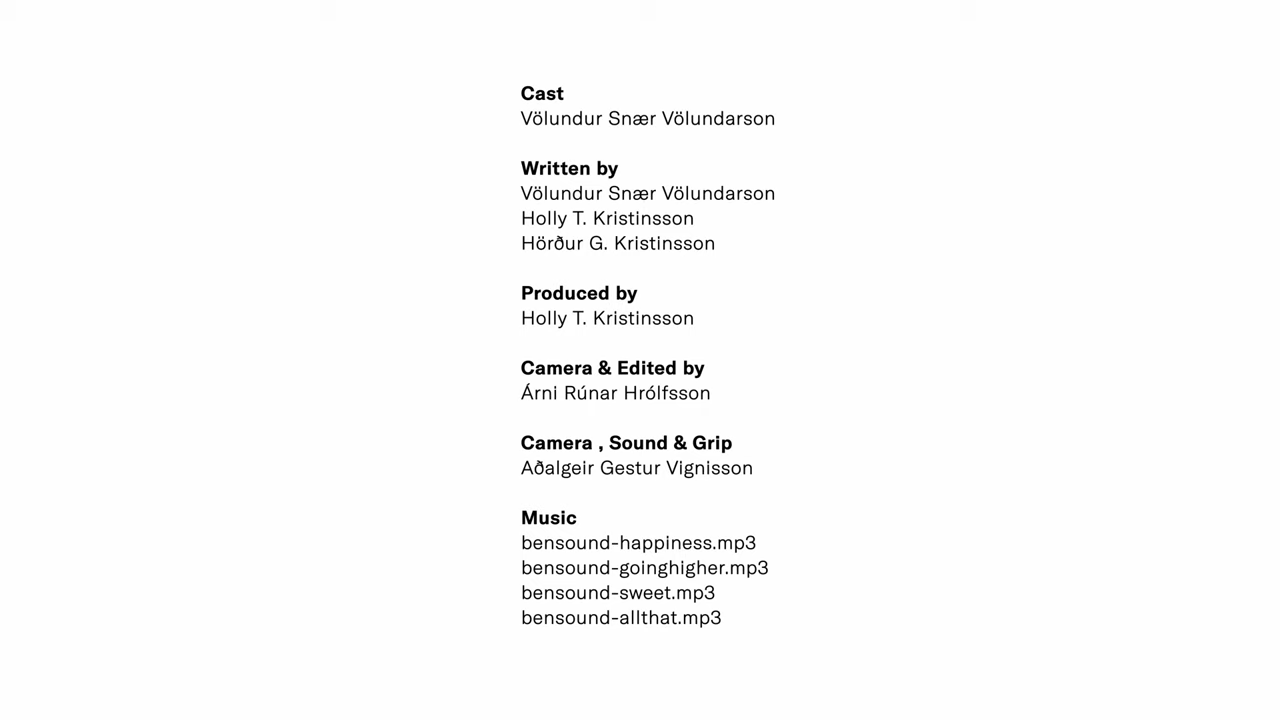 Cast
Völundur Snær Völundarson
Written by
Völundur Snær Völundarson
Holly T. Kristinsson
Hörður G. Kristinsson
Produced by
Holly T. Kristinsson
Camera & Edited by
Árni Rúnar Hrólfsson
Camera , Sound & Grip
Aðalgeir Gestur Vignisson
Music
bensound-happiness.mp3
bensound-goinghigher.mp3
bensound-sweet.mp3
bensound-allthat.mp3